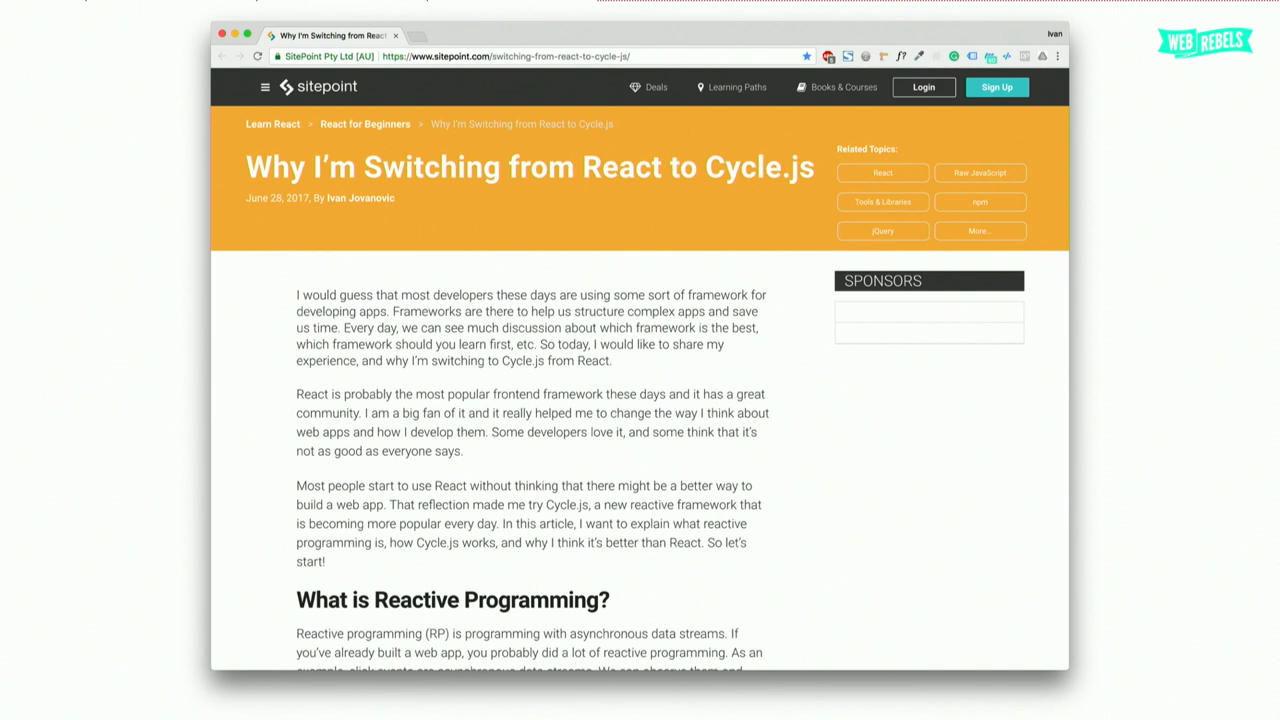 Why I'm Switching from React
Ivan
WEB REBELS
SitePoint Pty Ltd [AU]
https://www.sitepoint.com/switching-from-react-to-cycle-js/
f?
sitepoint
Deals
Learning Paths
Books & Courses
Login
Sign Up
Learn React > React for Beginners > Why I'm Switching from React to Cycle.js
Why I'm Switching from React to Cycle.js
June 28, 2017, By Ivan Jovanovic
Related Topics:
React
Raw JavaScript
Tools & Libraries
npm
jQuery
More...
I would guess that most developers these days are using some sort of framework for
developing apps. Frameworks are there to help us structure complex apps and save
us time. Every day, we can see much discussion about which framework is the best,
which framework should you learn first, etc. So today, I would like to share my
experience, and why I'm switching to Cycle.js from React.
React is probably the most popular frontend framework these days and it has a great
community. I am a big fan of it and it really helped me to change the way I think about
web apps and how I develop them. Some developers love it, and some think that it's
not as good as everyone says.
Most people start to use React without thinking that there might be a better way to
build a web app. That reflection made me try Cycle.js, a new reactive framework that
is becoming more popular every day. In this article, I want to explain what reactive
programming is, how Cycle.js works, and why I think it's better than React. So let's
start!
What is Reactive Programming?
Reactive programming (RP) is programming with asynchronous data streams. If
you've already built a web app, you probably did a lot of reactive programming. As an
example, click events are asynchronous data streams. We can observe them and
SPONSORS